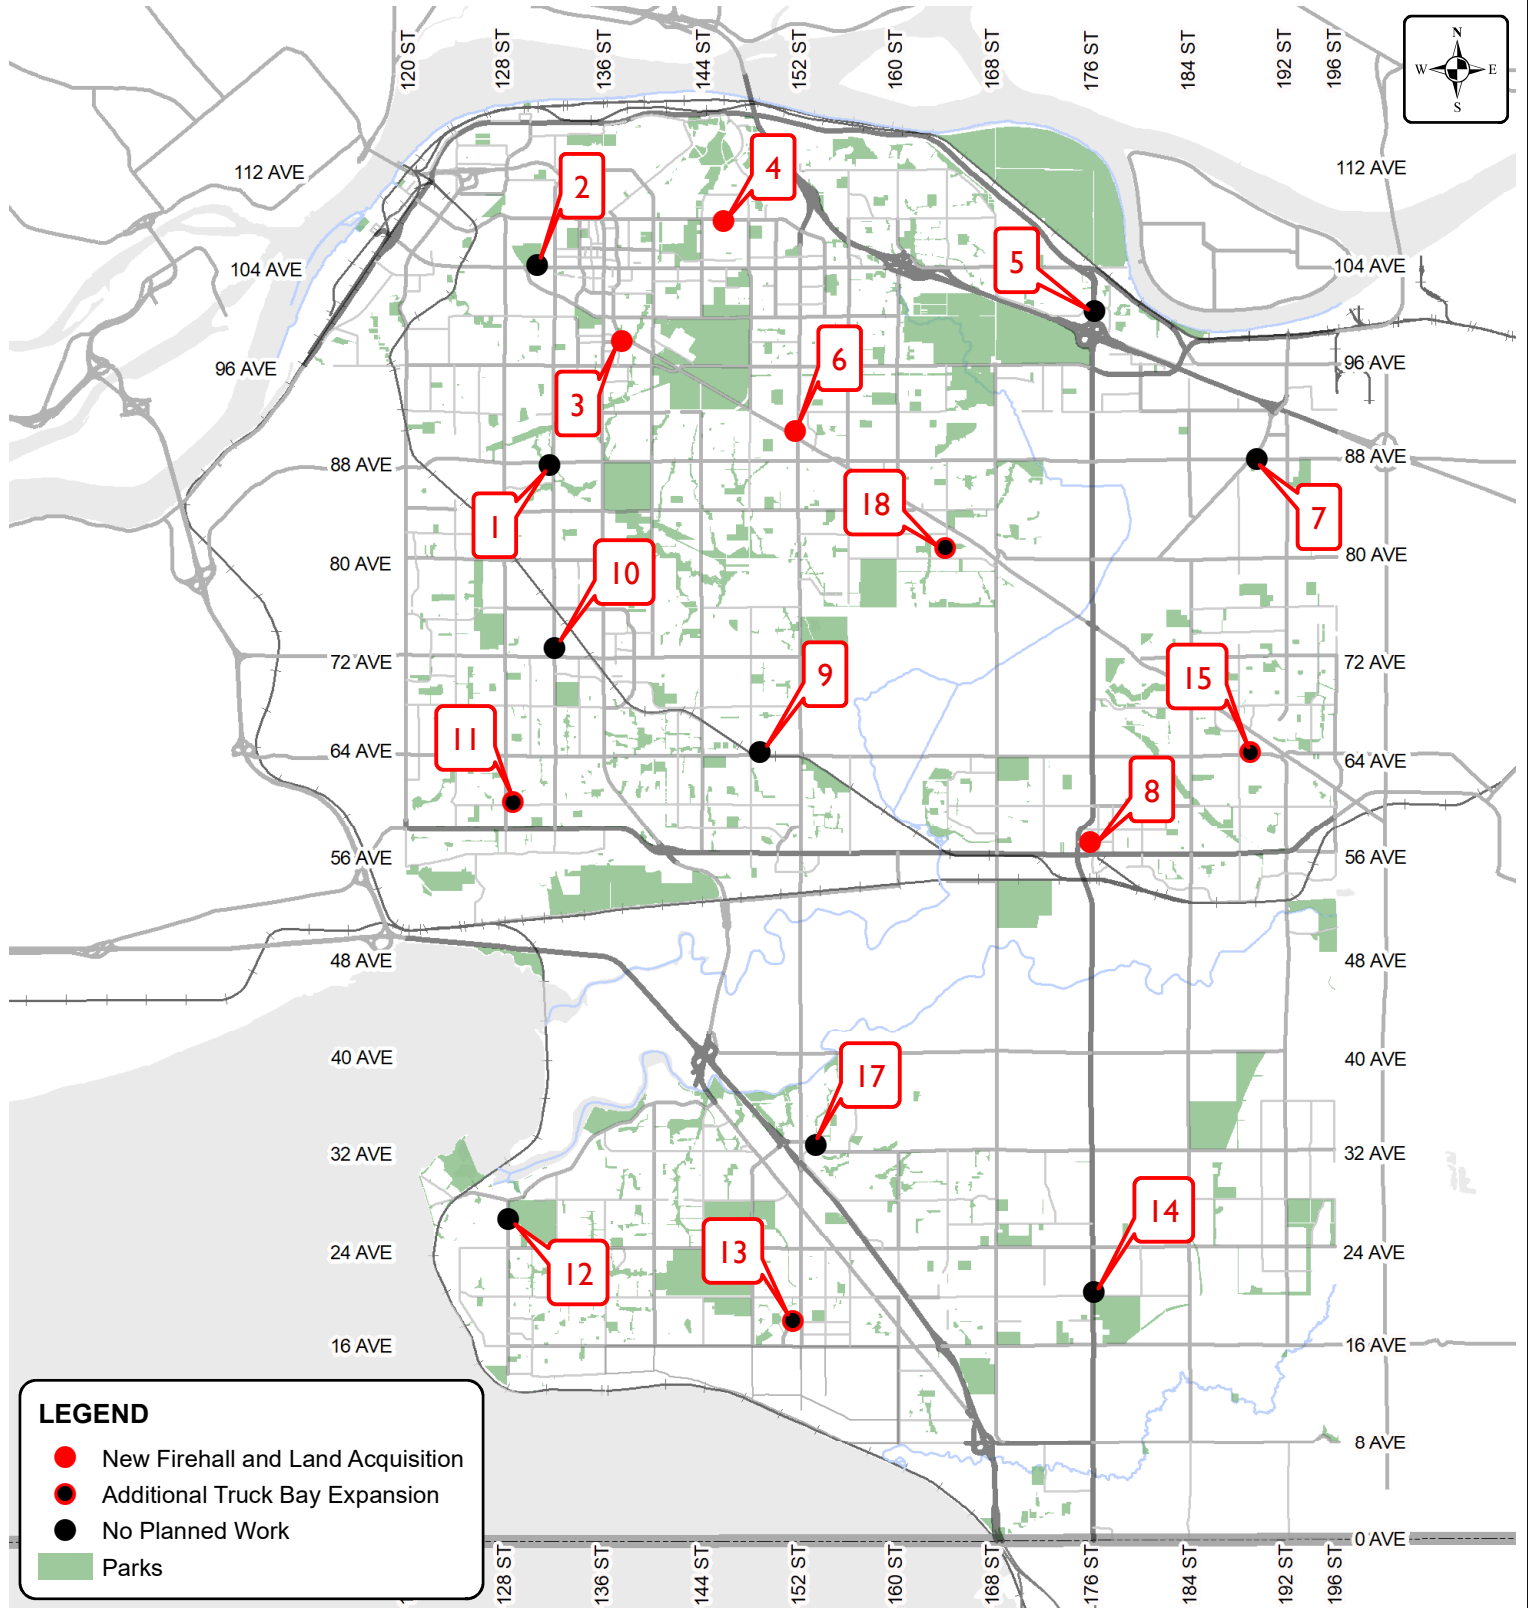 120 ST
128 ST
136 ST
144 ST
152 ST
160 ST
168 ST
176 ST
184 ST
192 ST
196 ST
N
W E
S
112 AVE
112 AVE
104 AVE
104 AVE
96 AVE
96 AVE
88 AVE
88 AVE
80 AVE
80 AVE
72 AVE
72 AVE
64 AVE
64 AVE
56 AVE
56 AVE
48 AVE
48 AVE
40 AVE
40 AVE
32 AVE
32 AVE
24 AVE
24 AVE
16 AVE
16 AVE
8 AVE
0 AVE
2
4
5
6
3
1
18
7
10
9
15
11
8
17
14
13
12
LEGEND
New Firehall and Land Acquisition
Additional Truck Bay Expansion
No Planned Work
Parks
128 ST
136 ST
144 ST
152 ST
160 ST
168 ST
176 ST
184 ST
192 ST
196 ST